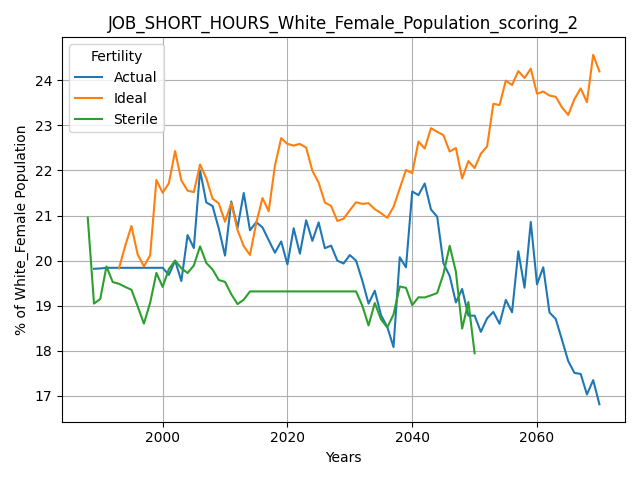 JOB_SHORT_HOURS_White_Female_Population_scoring_2
Fertility
Actual
Ideal
Sterile
% of White_Female Population
24
23
22
21
20
19
18
17
2000
2020
2040
2060
Years